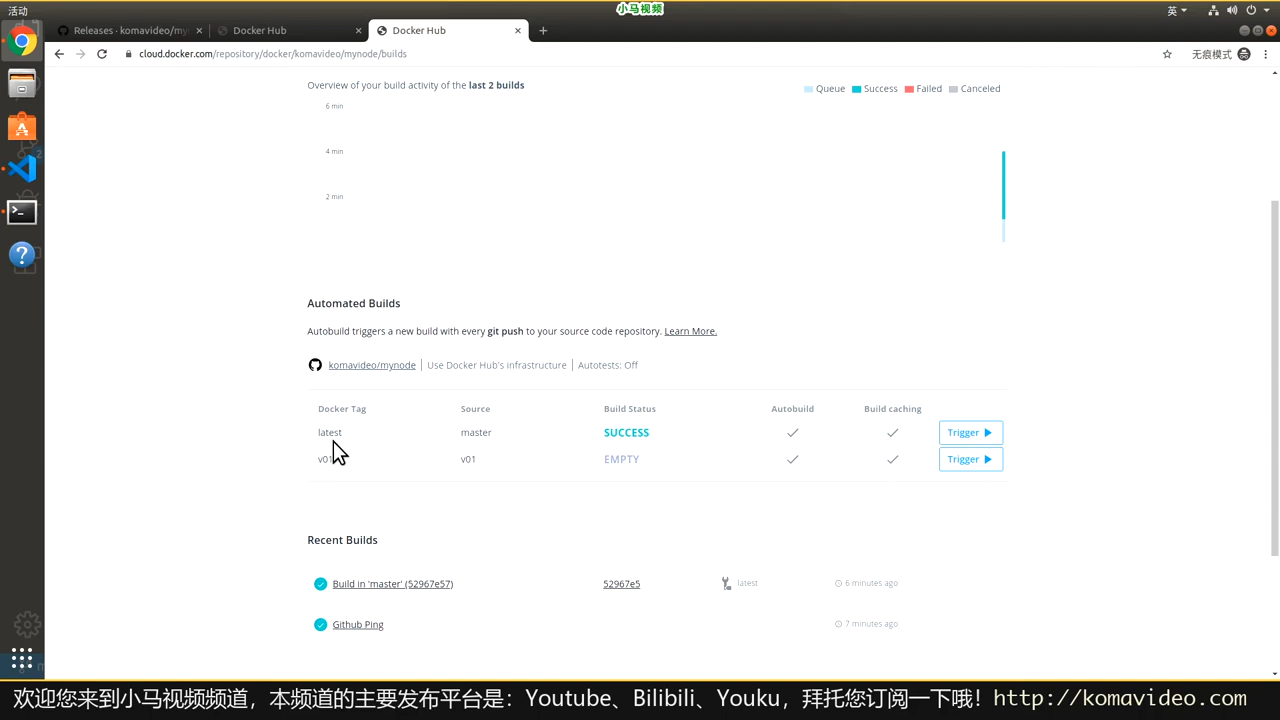 活动
小马视频
英
Releases · komavideo/my
Docker Hub
Docker Hub
cloud.docker.com/repository/docker/komavideo/mynode/builds
无痕模式
Overview of your build activity of the last 2 builds
Queue Success Failed Canceled
6 min
4 min
2 min
Automated Builds
Autobuild triggers a new build with every git push to your source code repository. Learn More.
komavideo/mynode | Use Docker Hub's infrastructure | Autotests: Off
Docker Tag Source Build Status Autobuild Build caching
latest master SUCCESS Trigger
v01 v01 EMPTY Trigger
Recent Builds
Build in 'master' (52967e57) 52967e5 latest 6 minutes ago
Github Ping 7 minutes ago
欢迎您来到小马视频频道，本频道的主要发布平台是：Youtube、Bilibili、Youku，拜托您订阅一下哦！http://komavideo.com